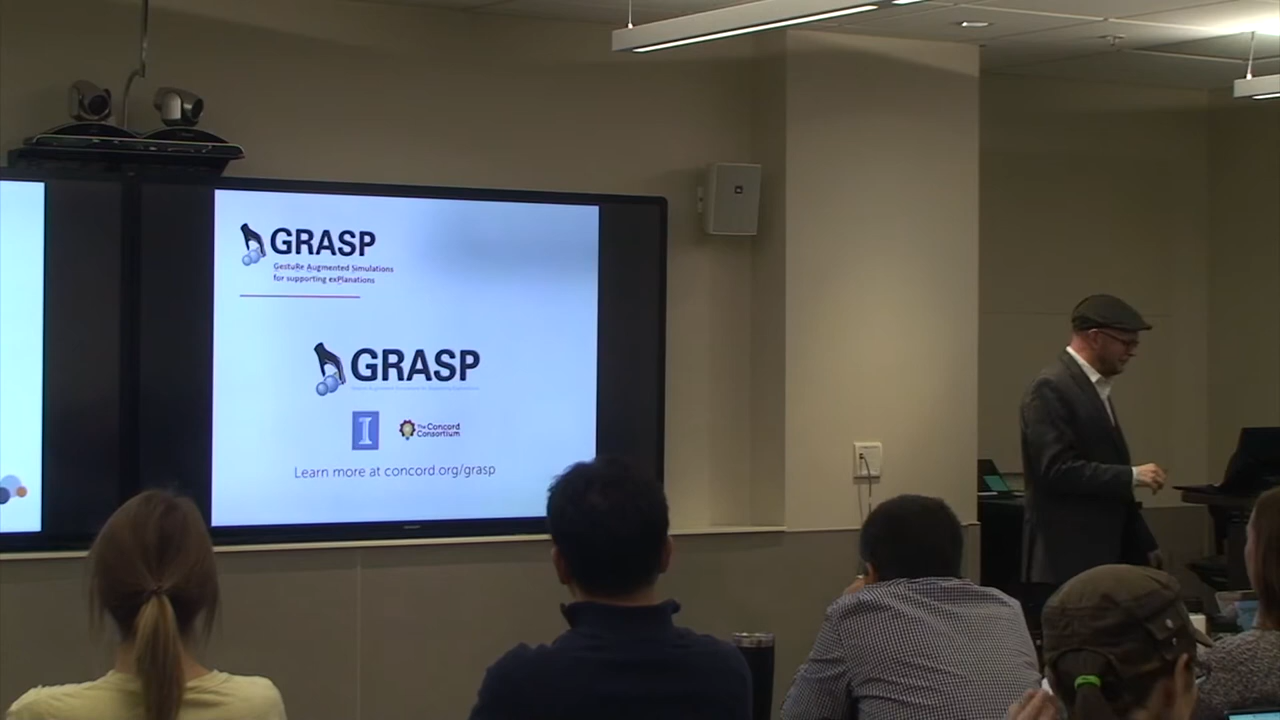 GRASP
GestuRe Augmented Simulations
for supporting exPlanations
GRASP
I
The Concord
Consortium
Learn more at concord.org/grasp